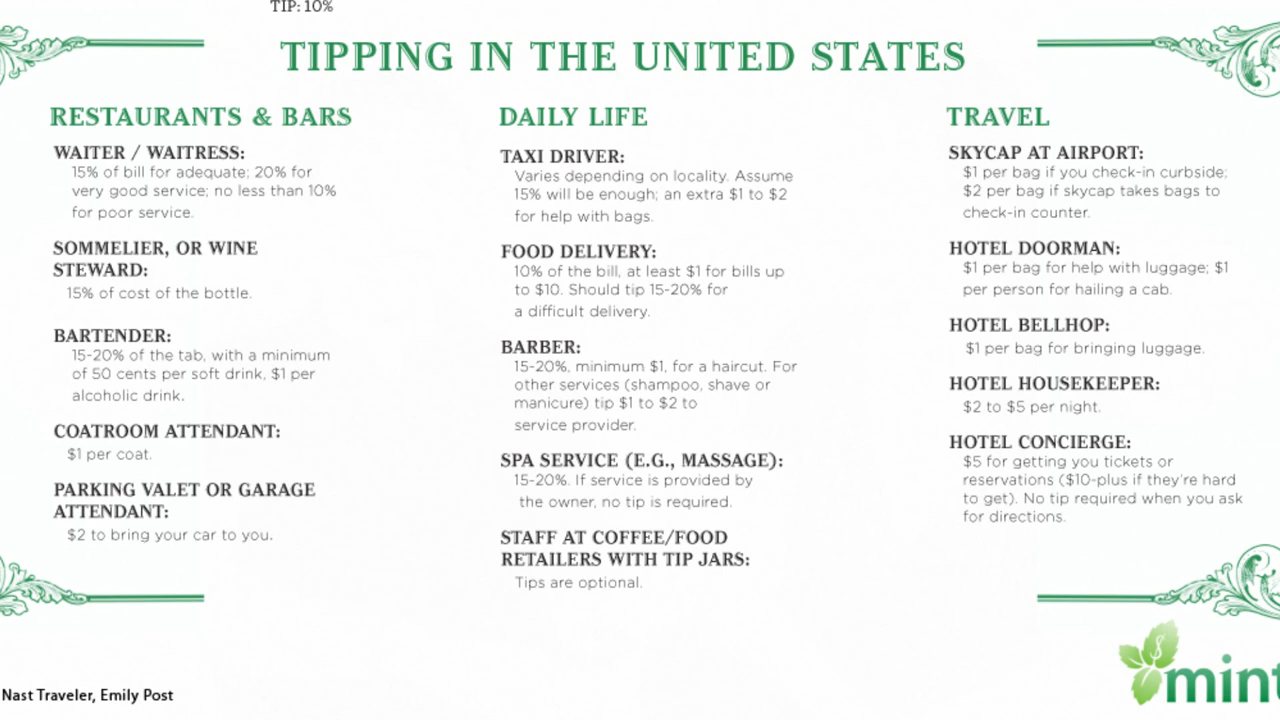 TIP: 10%
TIPPING IN THE UNITED STATES
RESTAURANTS & BARS
WAITER / WAITRESS:
15% of bill for adequate; 20% for
very good service; no less than 10%
for poor service.
SOMMELIER, OR WINE
STEWARD:
15% of cost of the bottle.
BARTENDER:
15-20% of the tab, with a minimum
of 50 cents per soft drink, $1 per
alcoholic drink.
COATROOM ATTENDANT:
$1 per coat.
PARKING VALET OR GARAGE
ATTENDANT:
$2 to bring your car to you.
DAILY LIFE
TAXI DRIVER:
Varies depending on locality. Assume
15% will be enough; an extra $1 to $2
for help with bags.
FOOD DELIVERY:
10% of the bill, at least $1 for bills up
to $10. Should tip 15-20% for
a difficult delivery.
BARBER:
15-20%, minimum $1, for a haircut. For
other services (shampoo, shave or
manicure) tip $1 to $2 to
service provider.
SPA SERVICE (E.G., MASSAGE):
15-20%. If service is provided by
the owner, no tip is required.
STAFF AT COFFEE/FOOD
RETAILERS WITH TIP JARS:
Tips are optional.
TRAVEL
SKYCAP AT AIRPORT:
$1 per bag if you check-in curbside;
$2 per bag if skycap takes bags to
check-in counter.
HOTEL DOORMAN:
$1 per bag for help with luggage; $1
per person for hailing a cab.
HOTEL BELLHOP:
$1 per bag for bringing luggage.
HOTEL HOUSEKEEPER:
$2 to $5 per night.
HOTEL CONCIERGE:
$5 for getting you tickets or
reservations ($10-plus if they're hard
to get). No tip required when you ask
for directions.
Nast Traveler, Emily Post
mint